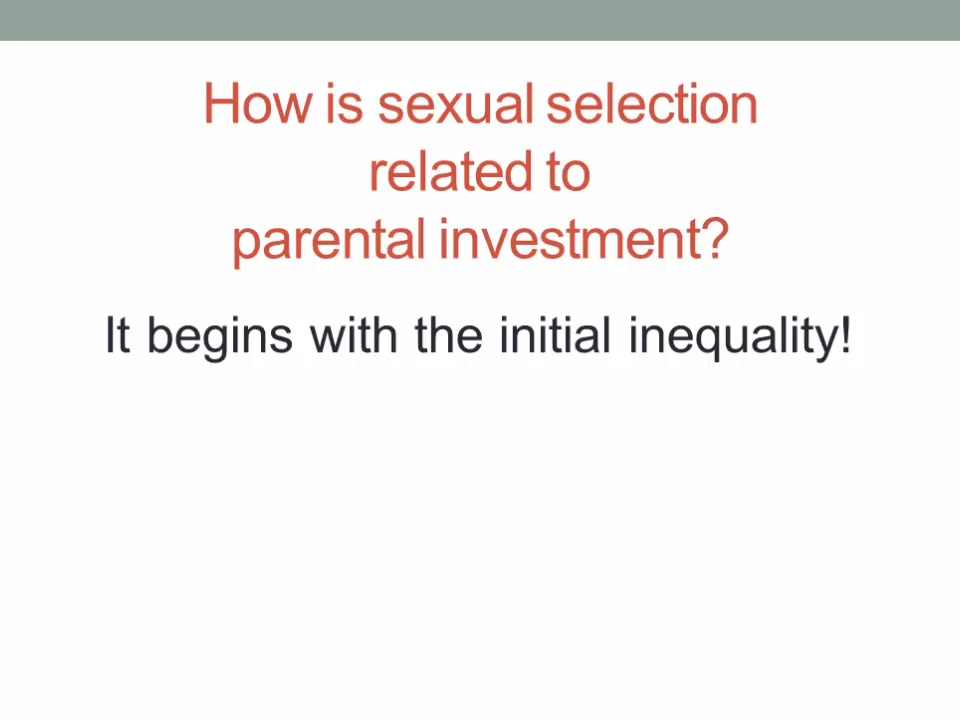 How is sexual selection
related to
parental investment?
It begins with the initial inequality!